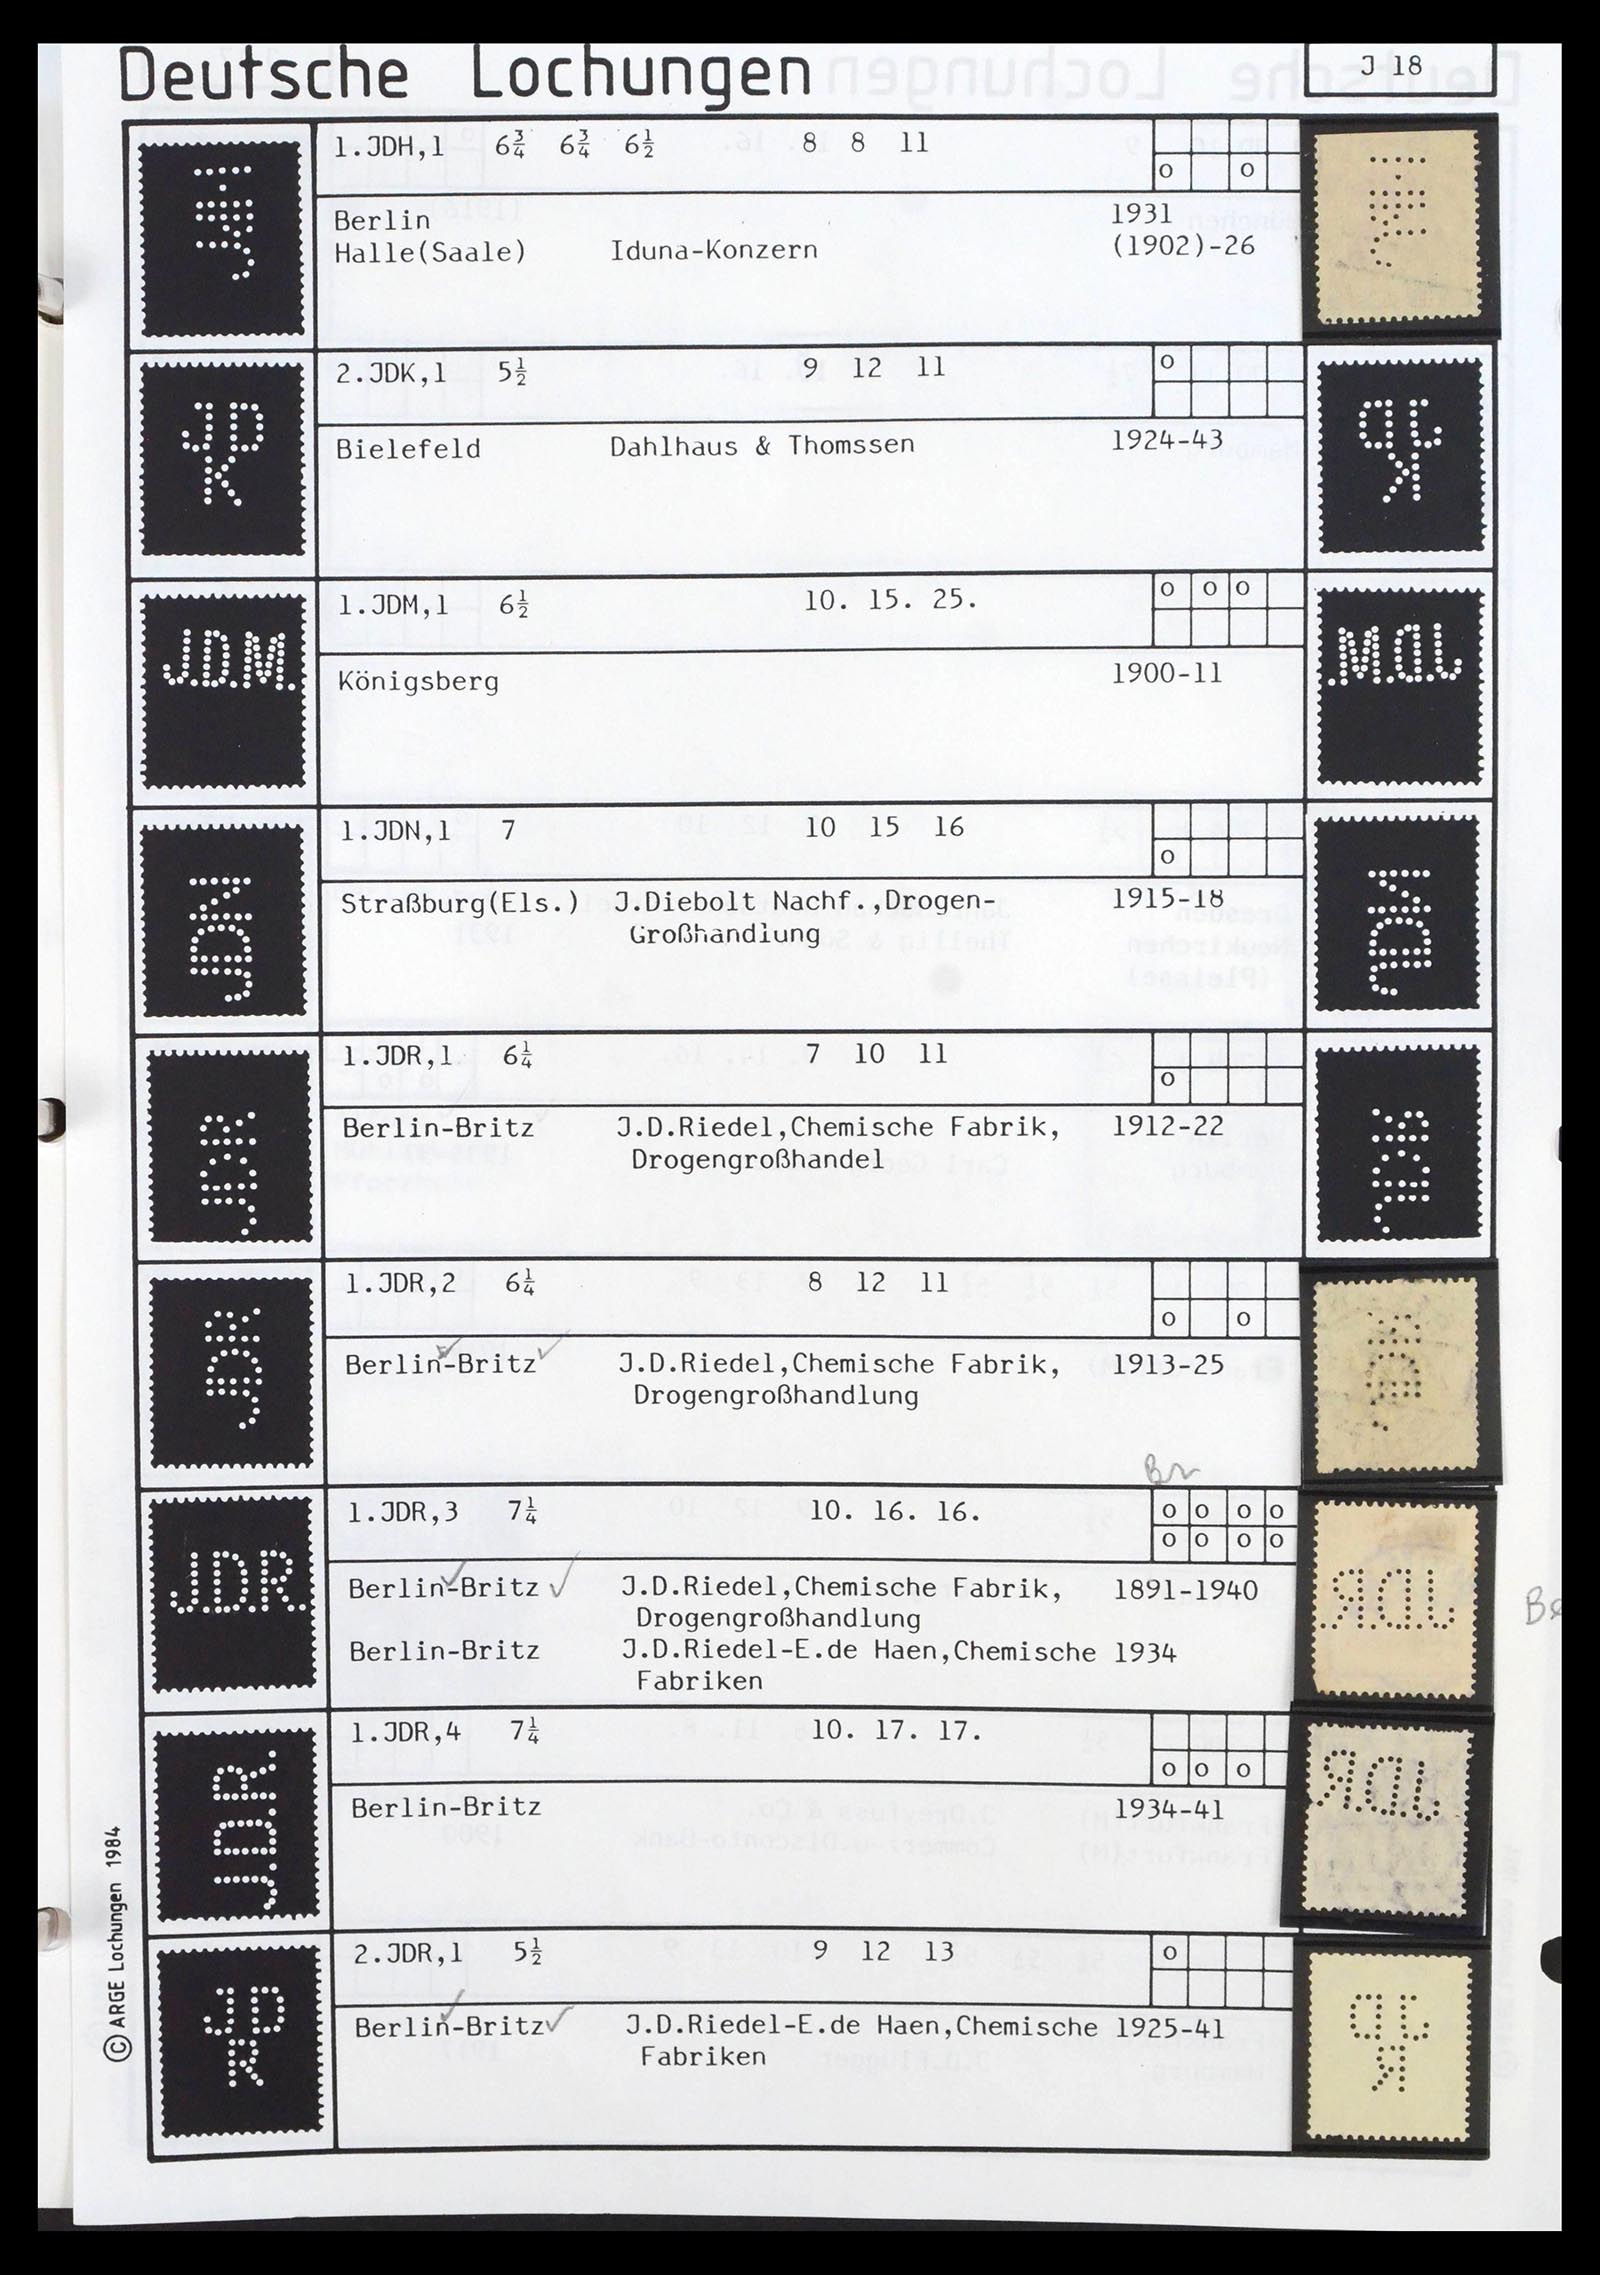 Deutsche Lochungen
J 18
1.JDH,1 6¾ 6¾ 6½ 8 8 11
o o
Berlin 1931
Halle(Saale) Iduna-Konzern (1902)-26
JDH
2.JDK,1 5½ 9 12 11
o
Bielefeld Dahlhaus & Thomssen 1924-43
JD
K
1.JDM,1 6½ 10. 15. 25.
o o o
Königsberg 1900-11
J.D.M.
1.JDN,1 7 10 15 16
o
Straßburg(Els.) J.Diebolt Nachf.,Drogen- 1915-18
Großhandlung
JDN
1.JDR,1 6¼ 7 10 11
o
Berlin-Britz J.D.Riedel,Chemische Fabrik, 1912-22
Drogengroßhandel
JDR
1.JDR,2 6¼ 8 12 11
o o
Berlin-Britz J.D.Riedel,Chemische Fabrik, 1913-25
Drogengroßhandlung
JDR
1.JDR,3 7¼ 10. 16. 16.
o o o o
o o o o
Berlin-Britz J.D.Riedel,Chemische Fabrik, 1891-1940
Drogengroßhandlung
Berlin-Britz J.D.Riedel-E.de Haen,Chemische 1934
Fabriken
J.D.R.
1.JDR,4 7¼ 10. 17. 17.
o o o
Berlin-Britz 1934-41
J.D.R.
2.JDR,1 5½ 9 12 13
o
Berlin-Britz J.D.Riedel-E.de Haen,Chemische 1925-41
Fabriken
JD
R
© ARGE Lochungen 1984